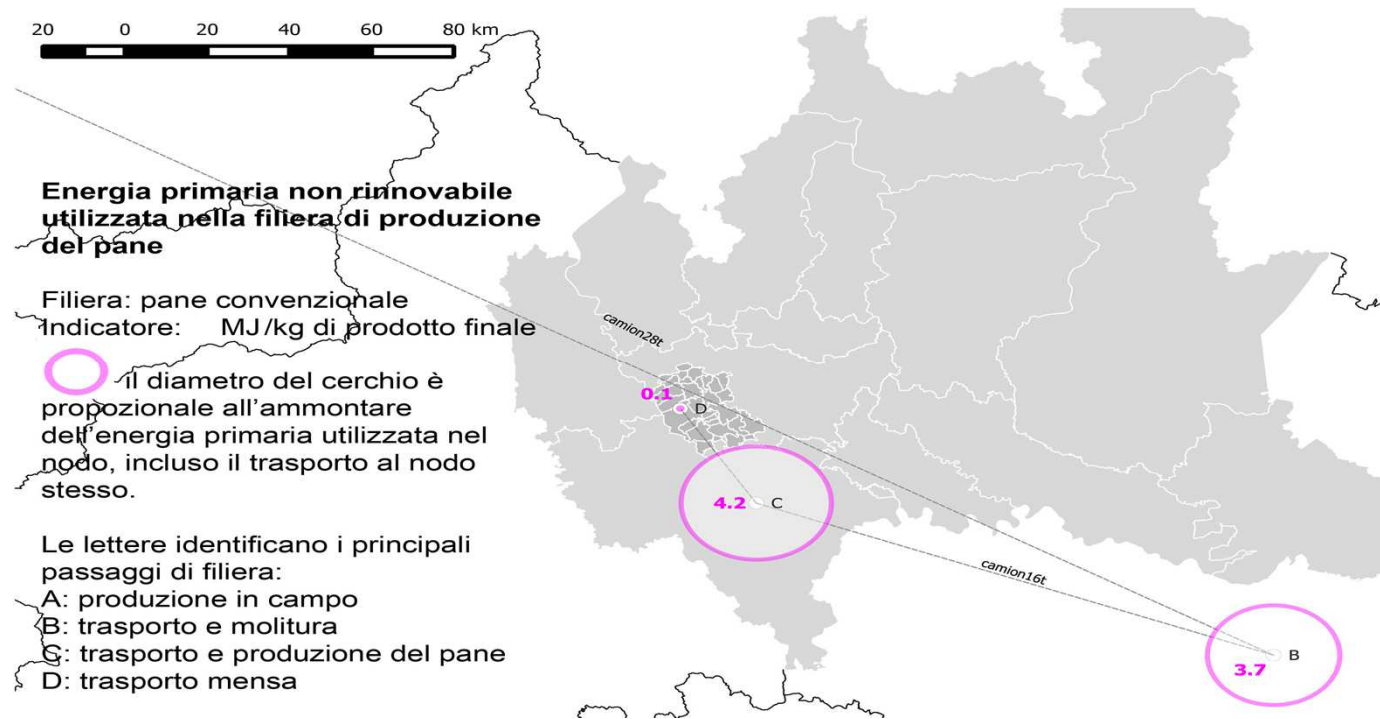 20 0 20 40 60 80 km
Energia primaria non rinnovabile
utilizzata nella filiera di produzione
del pane
Filiera: pane convenzionale
Indicatore: MJ/kg di prodotto finale
il diametro del cerchio è
propozionale all'ammontare
dell'energia primaria utilizzata nel
nodo, incluso il trasporto al nodo
stesso.
Le lettere identificano i principali
passaggi di filiera:
A: produzione in campo
B: trasporto e molitura
C: trasporto e produzione del pane
D: trasporto mensa
camion28t
0.1 D
4.2 C
camion16t
3.7 B